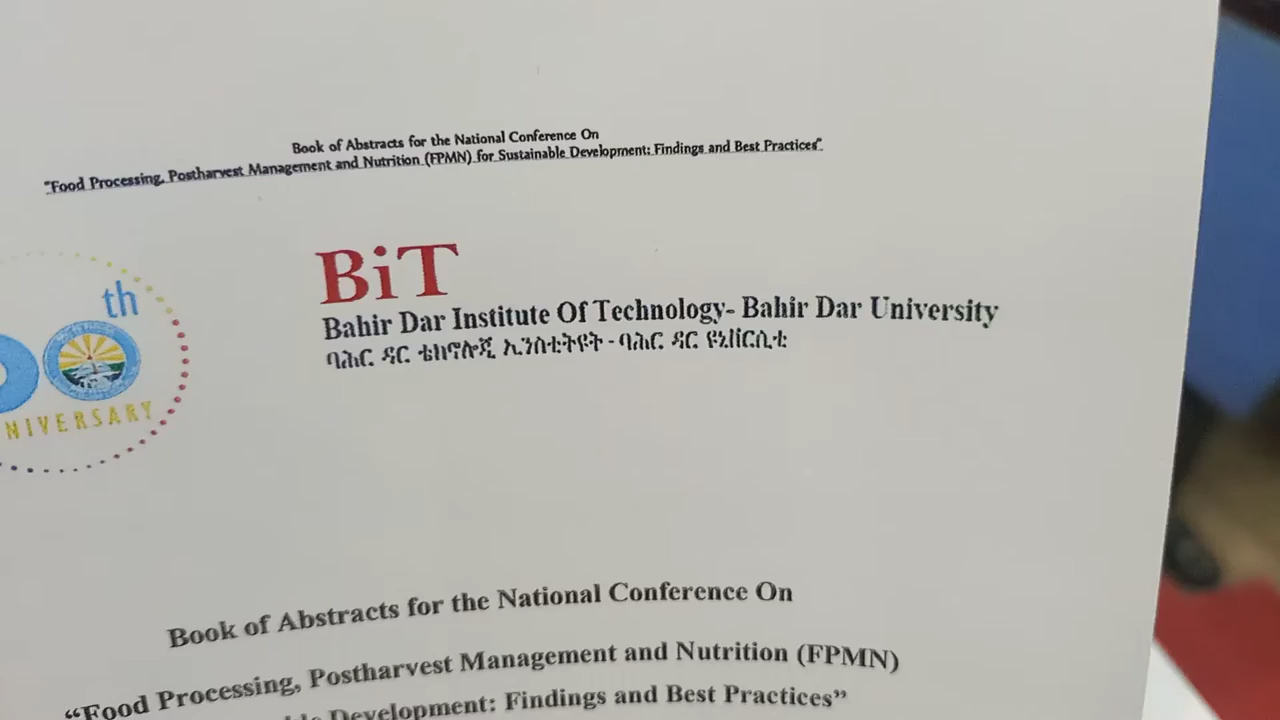 Book of Abstracts for the National Conference On
"Food Processing, Postharvest Management and Nutrition (FPMN) for Sustainable Development: Findings and Best Practices".
th
BiT
Bahir Dar Institute Of Technology- Bahir Dar University
ባሕር ዳር ቴክኖሎጂ ኢንስቲትዩት - ባሕር ዳር ዩኒቨርሲቲ
NIVERSARY
Book of Abstracts for the National Conference On
“Food Processing, Postharvest Management and Nutrition (FPMN)
Development: Findings and Best Practices”